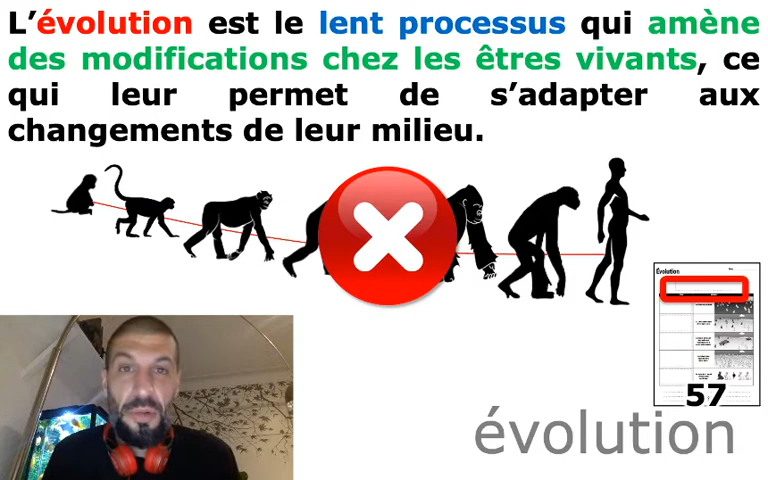 L’évolution est le lent processus qui amène
des modifications chez les êtres vivants, ce
qui leur permet de s’adapter aux
changements de leur milieu.
Évolution
57
évolution